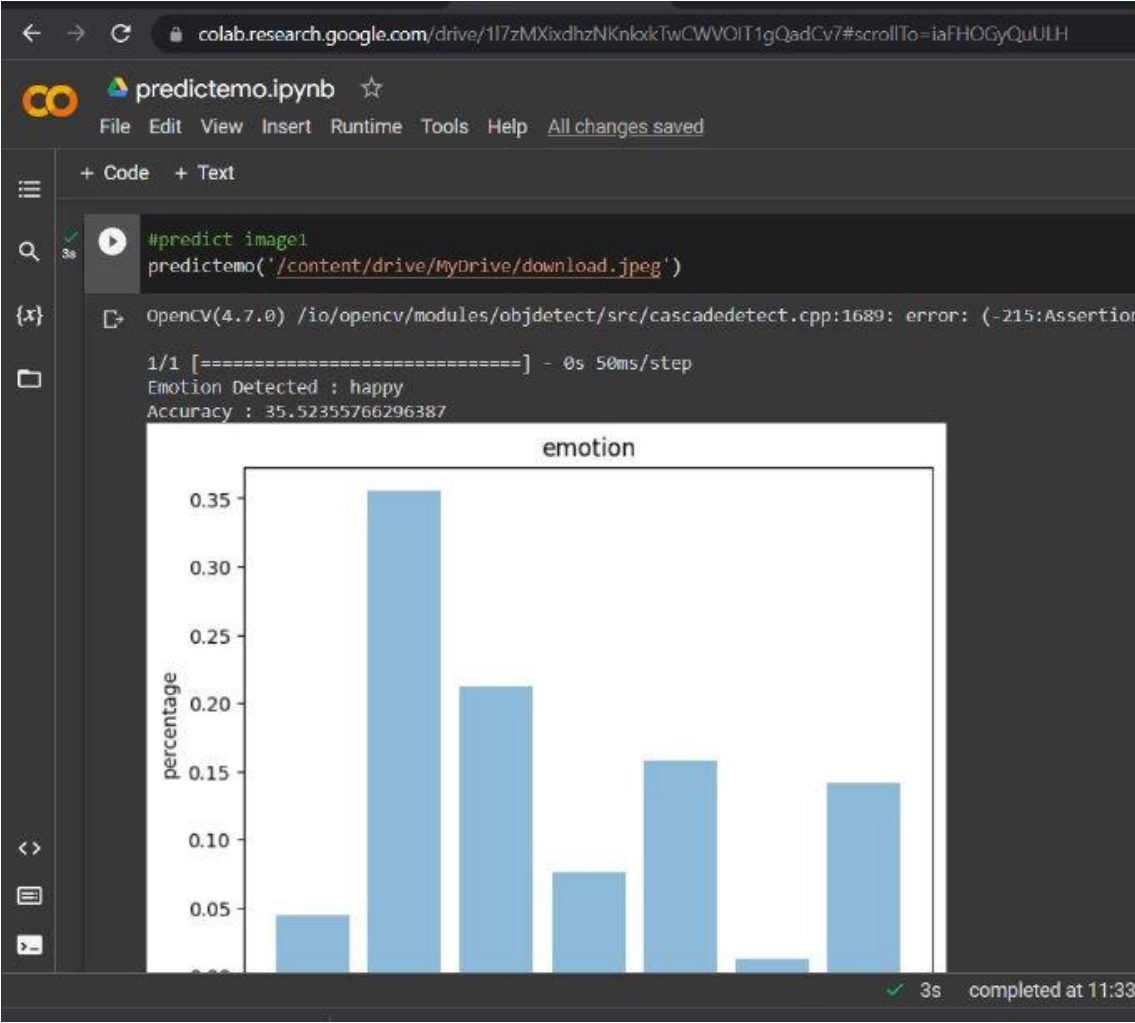 colab.research.google.com/drive/1l7zMXixdhzNKnkxkTwCWVOIT1gQadCv7#scrollTo=iaFHOGyQuULH
predictemo.ipynb
File Edit View Insert Runtime Tools Help All changes saved
+ Code + Text
3s
#predict image1
predictemo('/content/drive/MyDrive/download.jpeg')
{x}
OpenCV(4.7.0) /io/opencv/modules/objdetect/src/cascadedetect.cpp:1689: error: (-215:Assertion
1/1 [==============================] - 0s 50ms/step
Emotion Detected : happy
Accuracy : 35.52355766296387
emotion
0.35
0.30
0.25
0.20
percentage
0.15
0.10
0.05
3s completed at 11:33